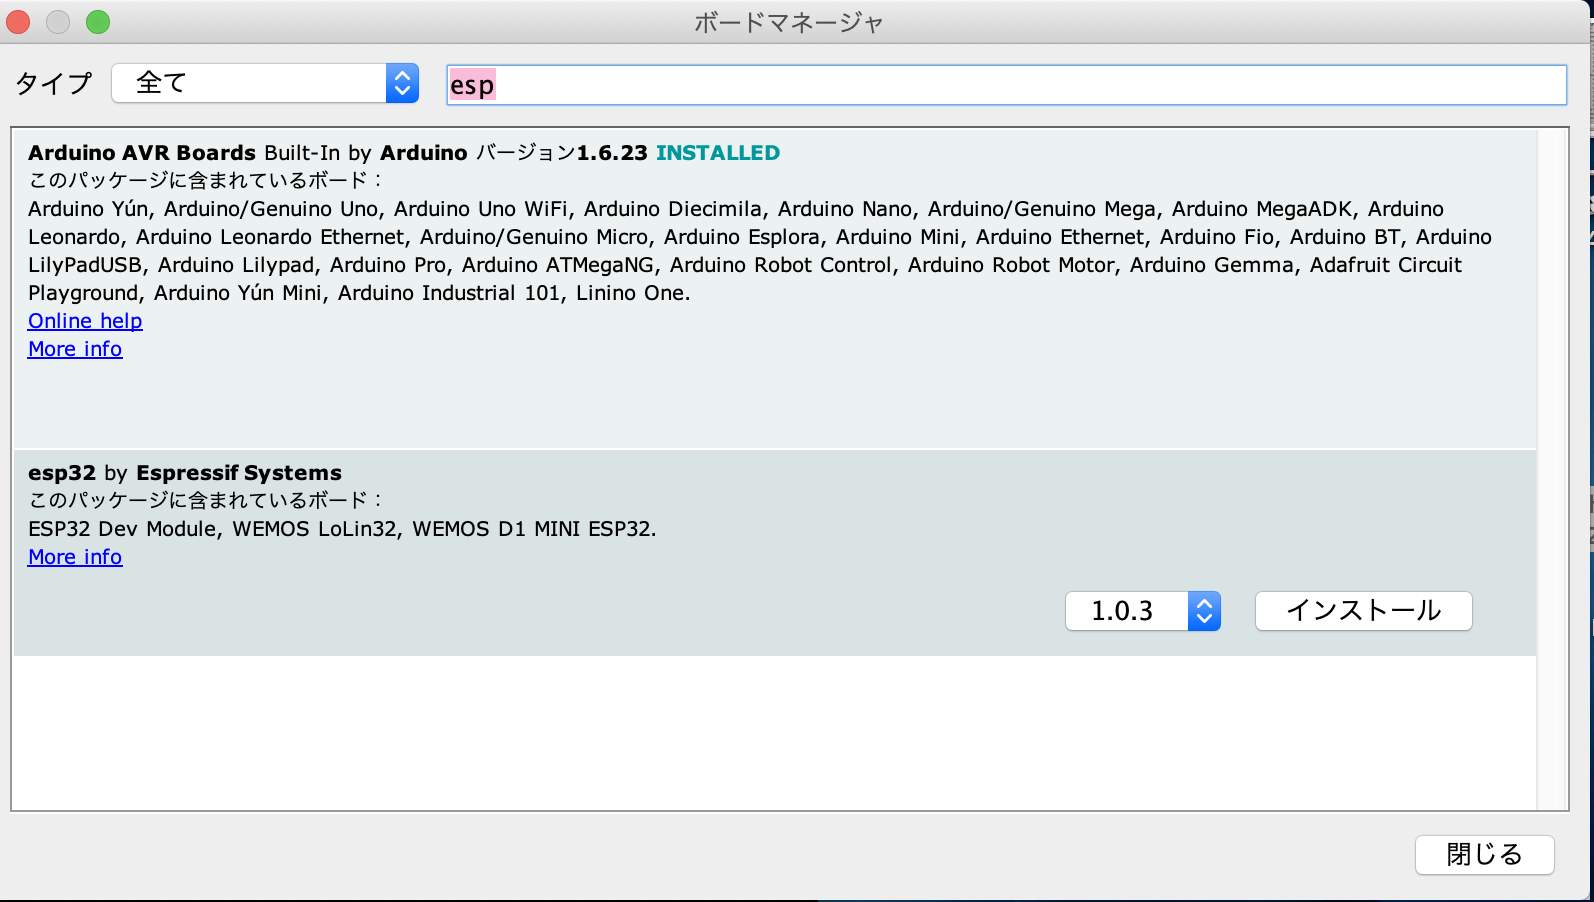 ボードマネージャ
タイプ 全て esp
Arduino AVR Boards Built-In by Arduino バージョン1.6.23 INSTALLED
このパッケージに含まれているボード：
Arduino Yún, Arduino/Genuino Uno, Arduino Uno WiFi, Arduino Diecimila, Arduino Nano, Arduino/Genuino Mega, Arduino MegaADK, Arduino
Leonardo, Arduino Leonardo Ethernet, Arduino/Genuino Micro, Arduino Esplora, Arduino Mini, Arduino Ethernet, Arduino Fio, Arduino BT, Arduino
LilyPadUSB, Arduino Lilypad, Arduino Pro, Arduino ATMegaNG, Arduino Robot Control, Arduino Robot Motor, Arduino Gemma, Adafruit Circuit
Playground, Arduino Yún Mini, Arduino Industrial 101, Linino One.
Online help
More info
esp32 by Espressif Systems
このパッケージに含まれているボード：
ESP32 Dev Module, WEMOS LoLin32, WEMOS D1 MINI ESP32.
More info
1.0.3 インストール
閉じる